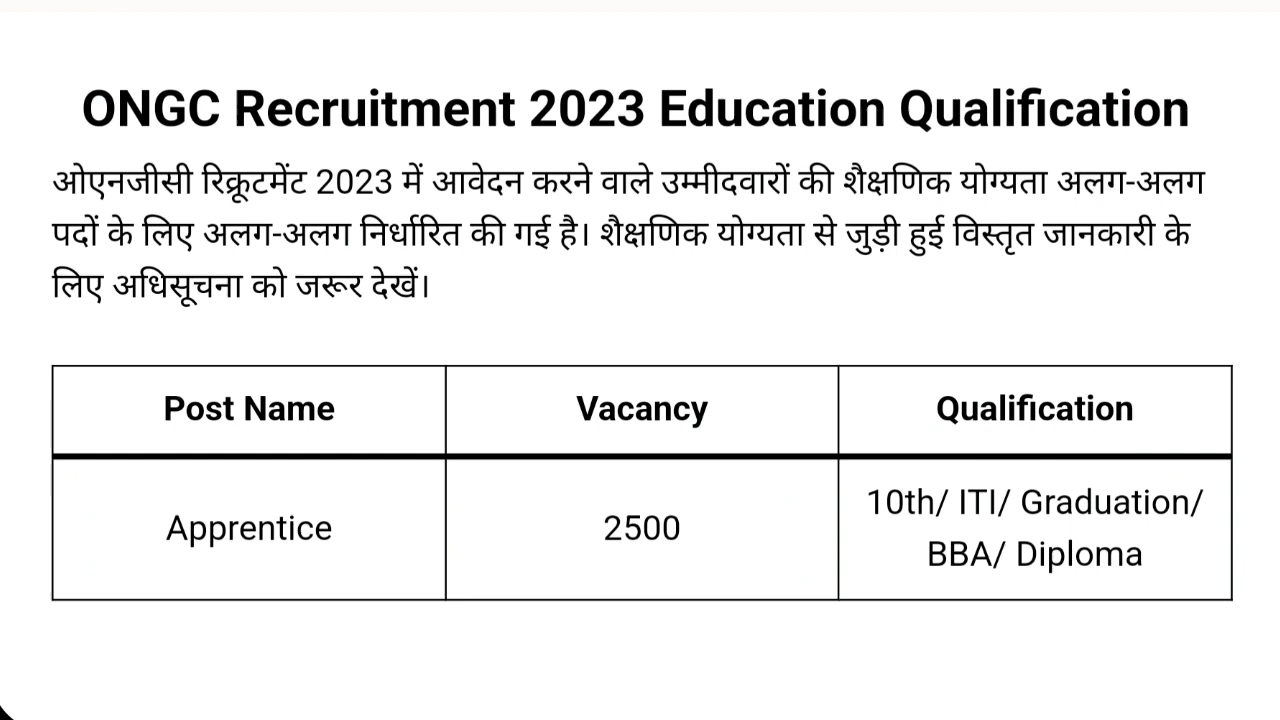 ONGC Recruitment 2023 Education Qualification
ओएनजीसी रिक्रूटमेंट 2023 में आवेदन करने वाले उम्मीदवारों की शैक्षणिक योग्यता अलग-अलग
पदों के लिए अलग-अलग निर्धारित की गई है। शैक्षणिक योग्यता से जुड़ी हुई विस्तृत जानकारी के
लिए अधिसूचना को जरूर देखें।
Post Name Vacancy Qualification
Apprentice 2500 10th/ ITI/ Graduation/
BBA/ Diploma